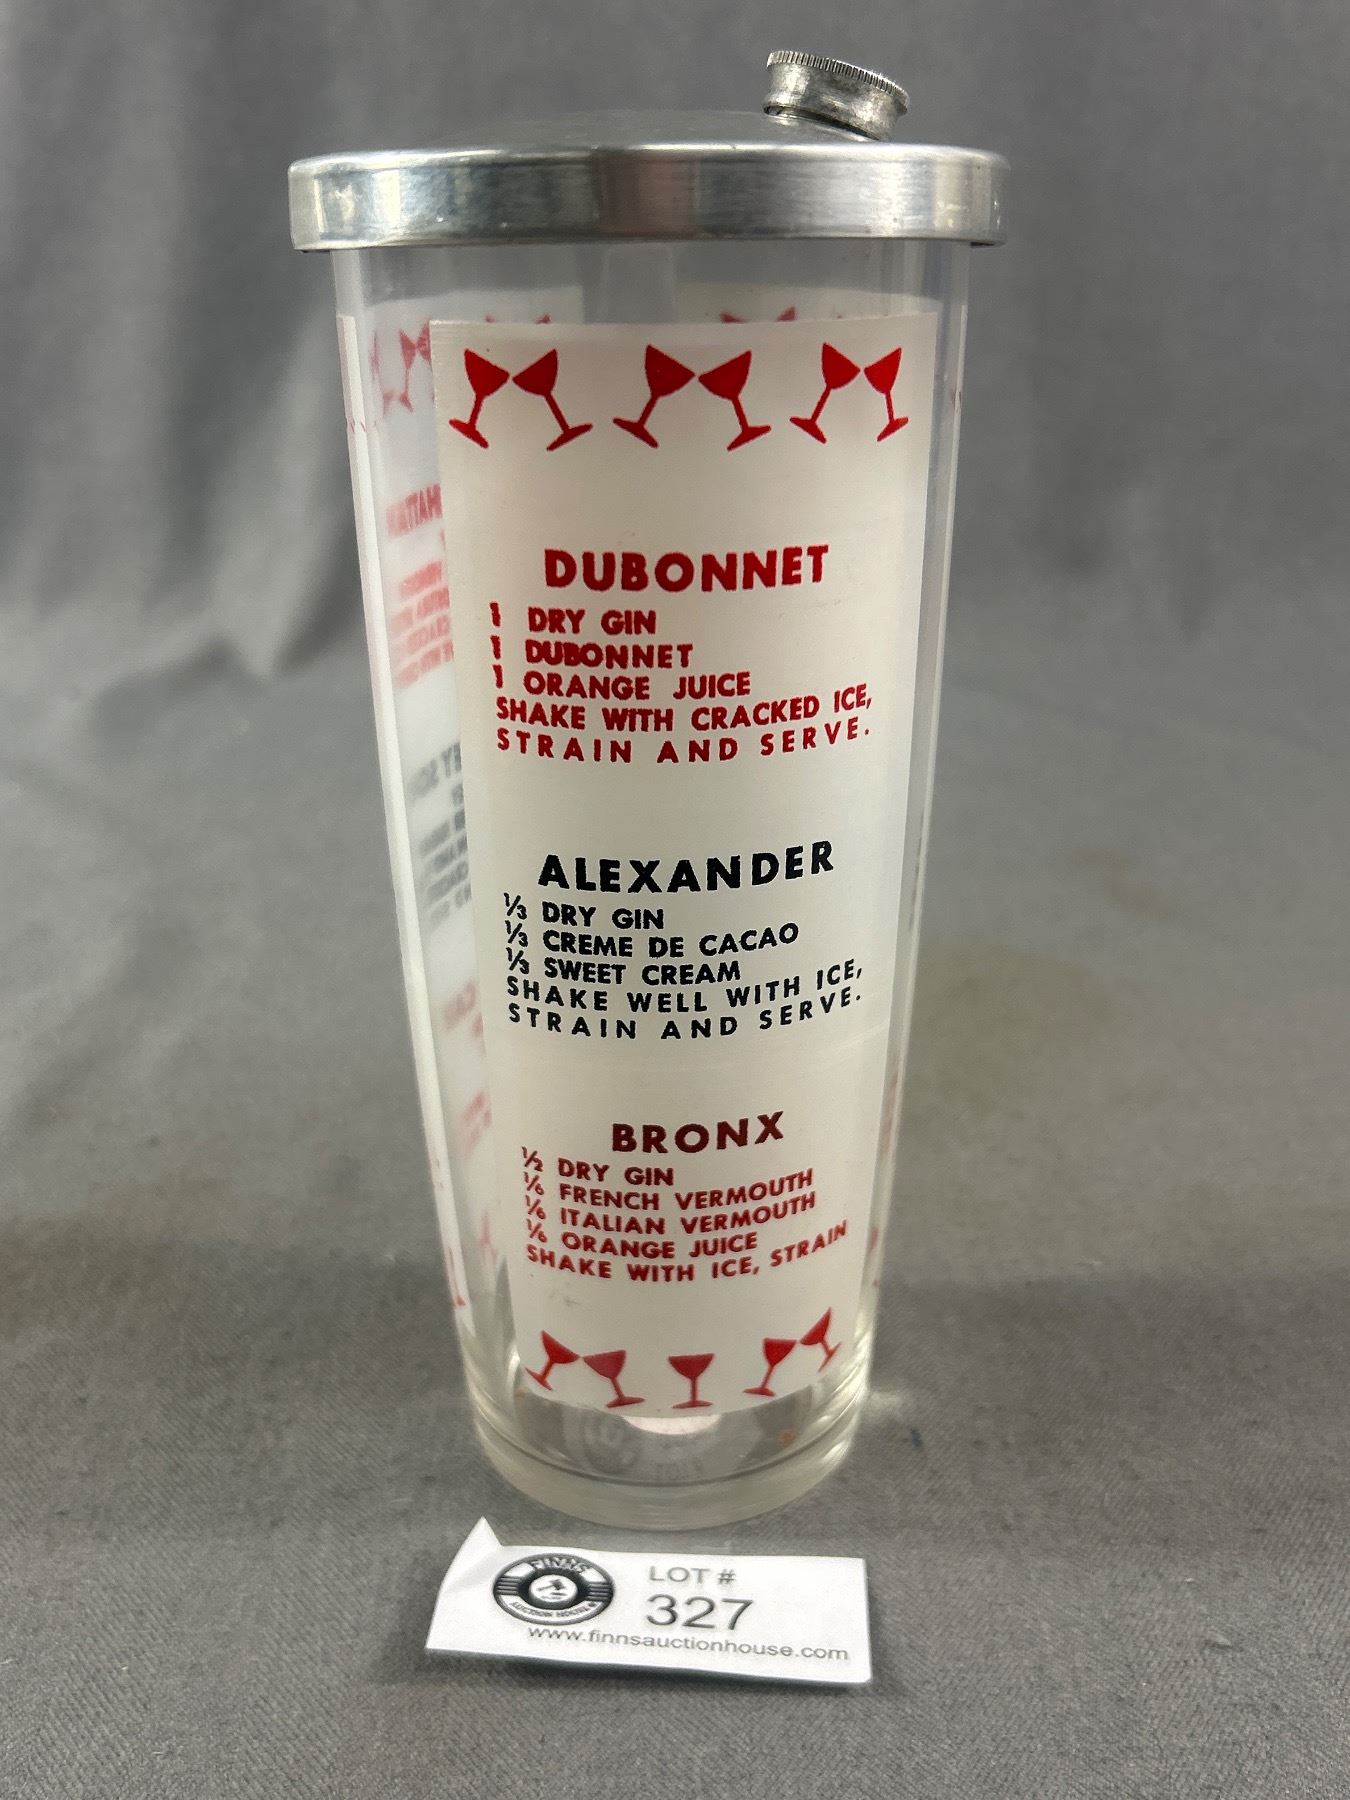 DUBONNET
1 DRY GIN
1 DUBONNET
1 ORANGE JUICE
SHAKE WITH CRACKED ICE,
STRAIN AND SERVE.
ALEXANDER
⅓ DRY GIN
⅓ CREME DE CACAO
⅓ SWEET CREAM
SHAKE WELL WITH ICE,
STRAIN AND SERVE.
BRONX
½ DRY GIN
⅙ FRENCH VERMOUTH
⅙ ITALIAN VERMOUTH
⅙ ORANGE JUICE
SHAKE WITH ICE, STRAIN
FINNS
AUCTION HOUSE
LOT #
327
www.finnsauctionhouse.com